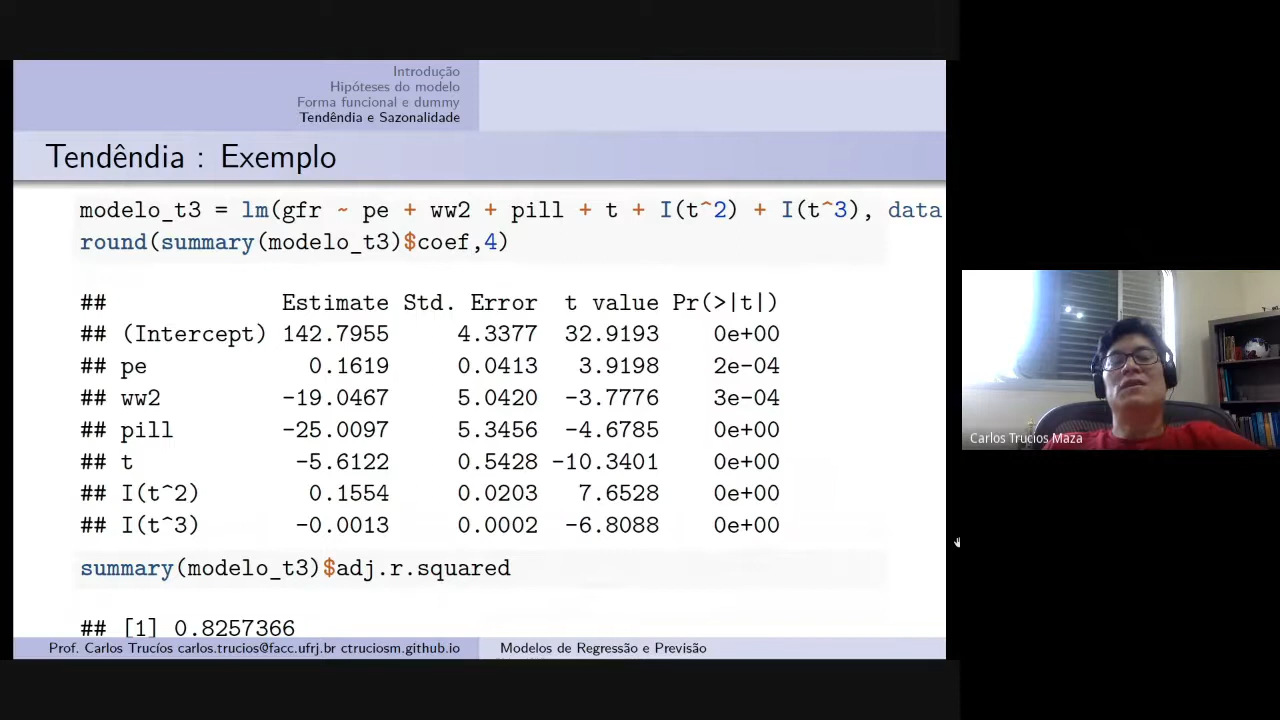 Introdução
Hipóteses do modelo
Forma funcional e dummy
Tendêndia e Sazonalidade
Tendêndia : Exemplo
modelo_t3 = lm(gfr ~ pe + ww2 + pill + t + I(t^2) + I(t^3), data
round(summary(modelo_t3)$coef,4)
## Estimate Std. Error t value Pr(>|t|)
## (Intercept) 142.7955 4.3377 32.9193 0e+00
## pe 0.1619 0.0413 3.9198 2e-04
## ww2 -19.0467 5.0420 -3.7776 3e-04
## pill -25.0097 5.3456 -4.6785 0e+00
## t -5.6122 0.5428 -10.3401 0e+00
## I(t^2) 0.1554 0.0203 7.6528 0e+00
## I(t^3) -0.0013 0.0002 -6.8088 0e+00
summary(modelo_t3)$adj.r.squared
## [1] 0.8257366
Prof. Carlos Trucíos carlos.trucios@facc.ufrj.br ctruciosm.github.io
Modelos de Regressão e Previsão
Carlos Trucios Maza